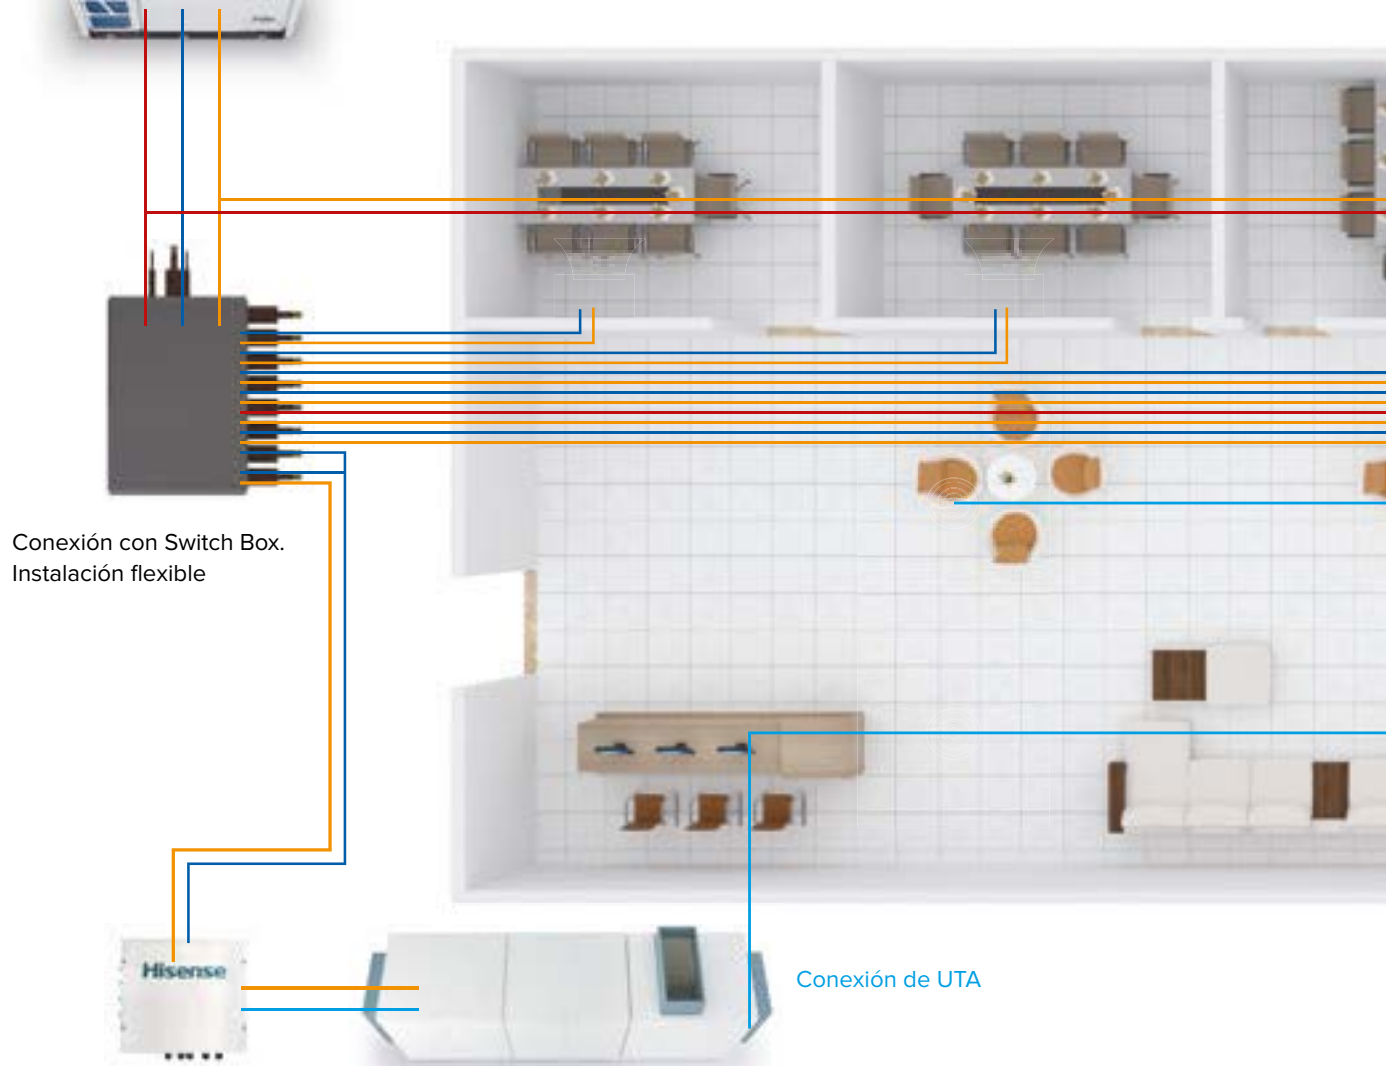 Conexión con Switch Box.
Instalación flexible
Hisense
Conexión de UTA